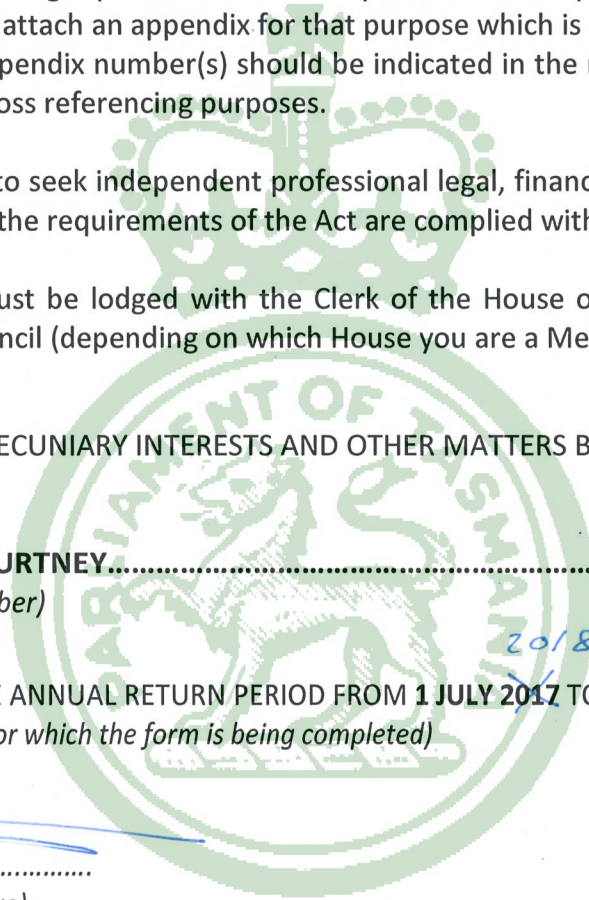 attach an appendix for that purpose which is
pendix number(s) should be indicated in the
oss referencing purposes.
to seek independent professional legal, financ
the requirements of the Act are complied with
ust be lodged with the Clerk of the House o
ncil (depending on which House you are a Me
PARLIAMENT OF TASMANI
ECUNIARY INTERESTS AND OTHER MATTERS B
URTNEY..........................................................
ber)
2018
E ANNUAL RETURN PERIOD FROM 1 JULY 2017 TO
or which the form is being completed)
..............